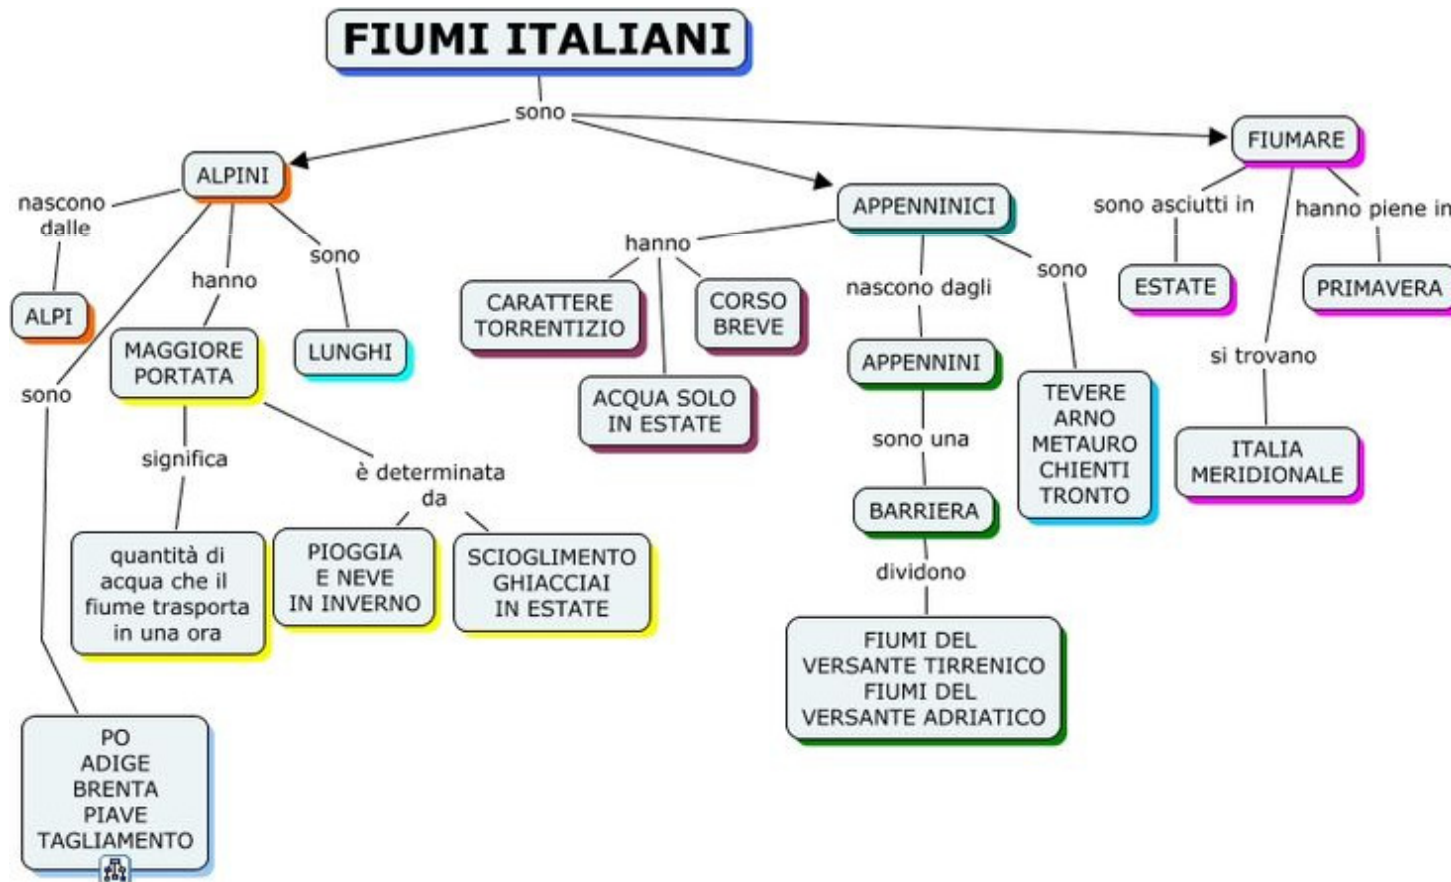 FIUMI ITALIANI
sono
ALPINI
nascono
dalle
ALPI
sono
PO
ADIGE
BRENTA
PIAVE
TAGLIAMENTO
hanno
MAGGIORE
PORTATA
significa
quantità di
acqua che il
fiume trasporta
in una ora
è determinata
da
PIOGGIA
E NEVE
IN INVERNO
SCIOGLIMENTO
GHIACCIAI
IN ESTATE
sono
LUNGHI
APPENNINICI
hanno
CARATTERE
TORRENTIZIO
ACQUA SOLO
IN ESTATE
CORSO
BREVE
nascono dagli
APPENNINI
sono una
BARRIERA
dividono
FIUMI DEL
VERSANTE TIRRENICO
FIUMI DEL
VERSANTE ADRIATICO
sono
TEVERE
ARNO
METAURO
CHIENTI
TRONTO
FIUMARE
sono asciutti in
ESTATE
si trovano
ITALIA
MERIDIONALE
hanno piene in
PRIMAVERA